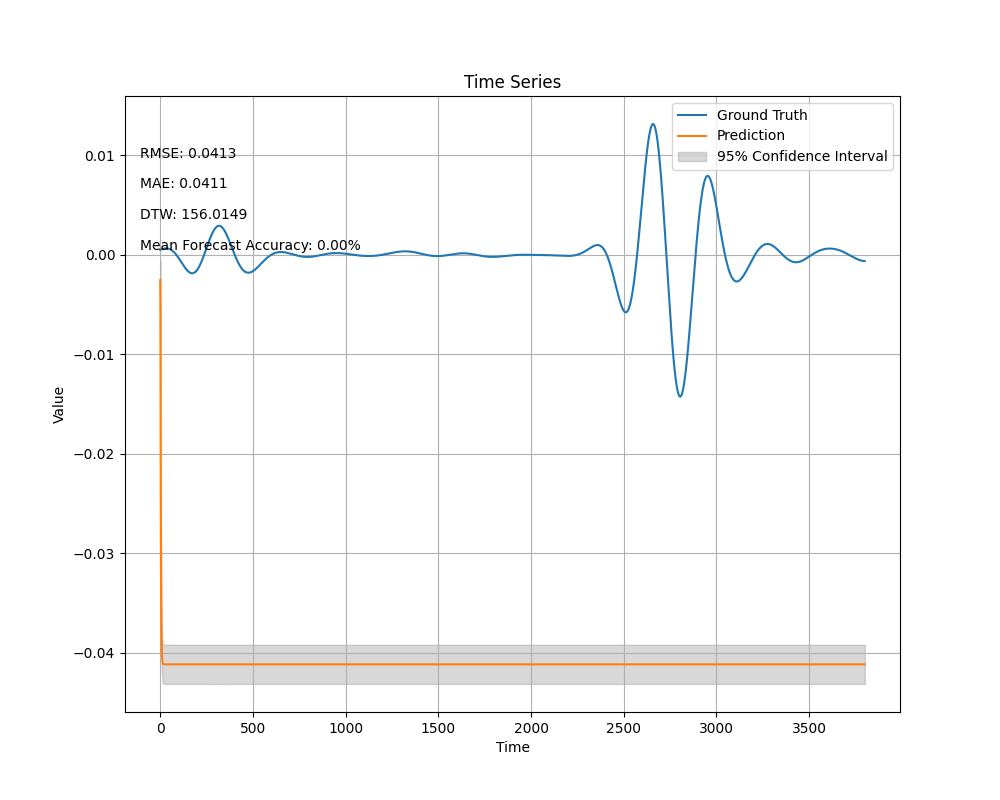 Time Series
Ground Truth
Prediction
95% Confidence Interval
RMSE: 0.0413
MAE: 0.0411
DTW: 156.0149
Mean Forecast Accuracy: 0.00%
Value
0.01
0.00
−0.01
−0.02
−0.03
−0.04
0 500 1000 1500 2000 2500 3000 3500
Time